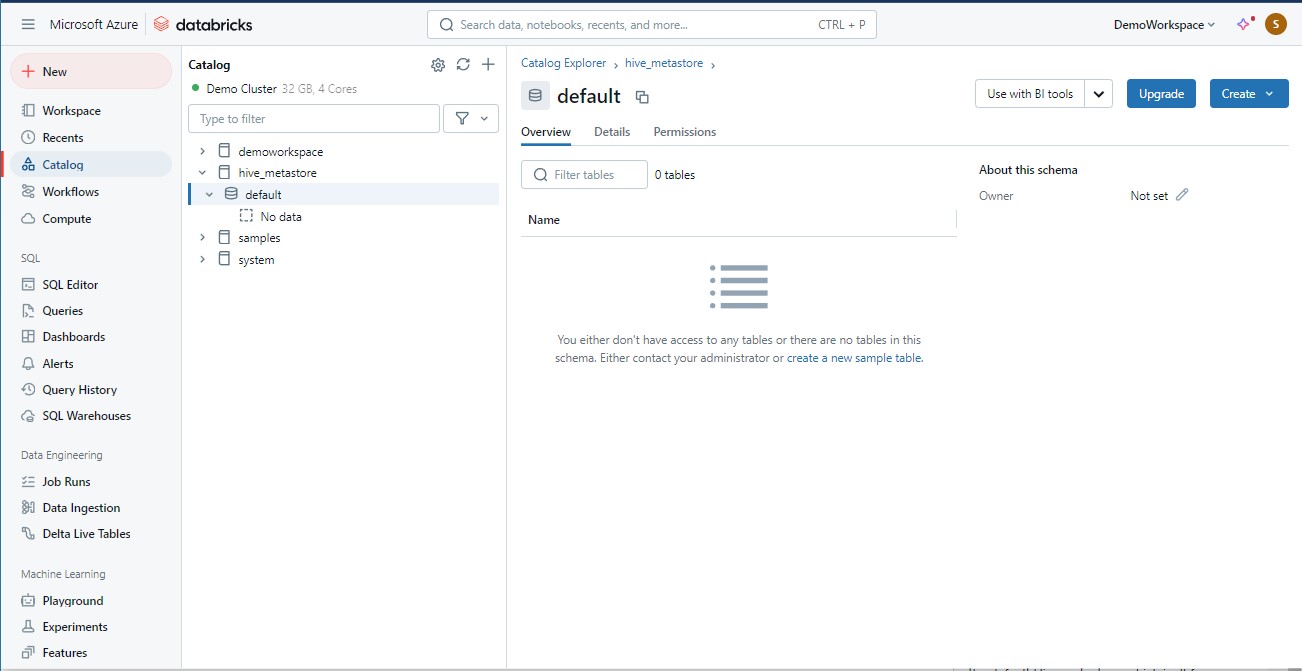 Microsoft Azure databricks
Search data, notebooks, recents, and more... CTRL + P
DemoWorkspace
S
New
Workspace
Recents
Catalog
Workflows
Compute
SQL
SQL Editor
Queries
Dashboards
Alerts
Query History
SQL Warehouses
Data Engineering
Job Runs
Data Ingestion
Delta Live Tables
Machine Learning
Playground
Experiments
Features
Catalog
Demo Cluster 32 GB, 4 Cores
Type to filter
demoworkspace
hive_metastore
default
No data
samples
system
Catalog Explorer › hive_metastore ›
default
Use with BI tools
Upgrade
Create
Overview Details Permissions
Filter tables 0 tables
Name
You either don't have access to any tables or there are no tables in this
schema. Either contact your administrator or create a new sample table.
About this schema
Owner Not set